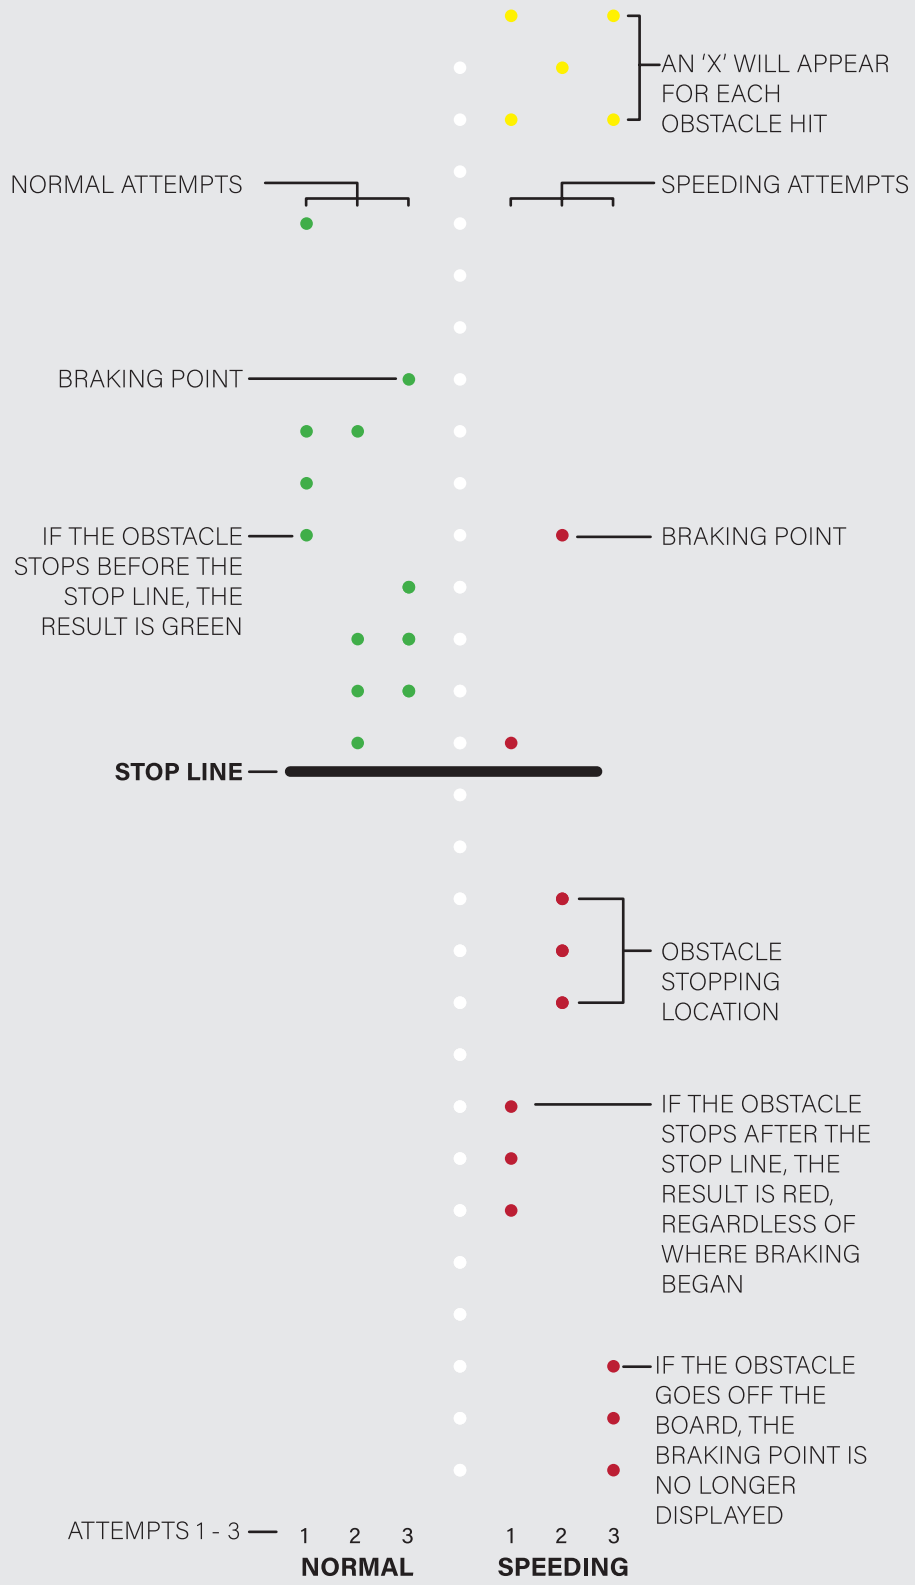 AN ‘X’ WILL APPEAR
FOR EACH
OBSTACLE HIT
NORMAL ATTEMPTS
SPEEDING ATTEMPTS
BRAKING POINT
IF THE OBSTACLE
STOPS BEFORE THE
STOP LINE, THE
RESULT IS GREEN
BRAKING POINT
STOP LINE
OBSTACLE
STOPPING
LOCATION
IF THE OBSTACLE
STOPS AFTER THE
STOP LINE, THE
RESULT IS RED,
REGARDLESS OF
WHERE BRAKING
BEGAN
IF THE OBSTACLE
GOES OFF THE
BOARD, THE
BRAKING POINT IS
NO LONGER
DISPLAYED
ATTEMPTS 1 - 3
1 2 3 1 2 3
NORMAL SPEEDING